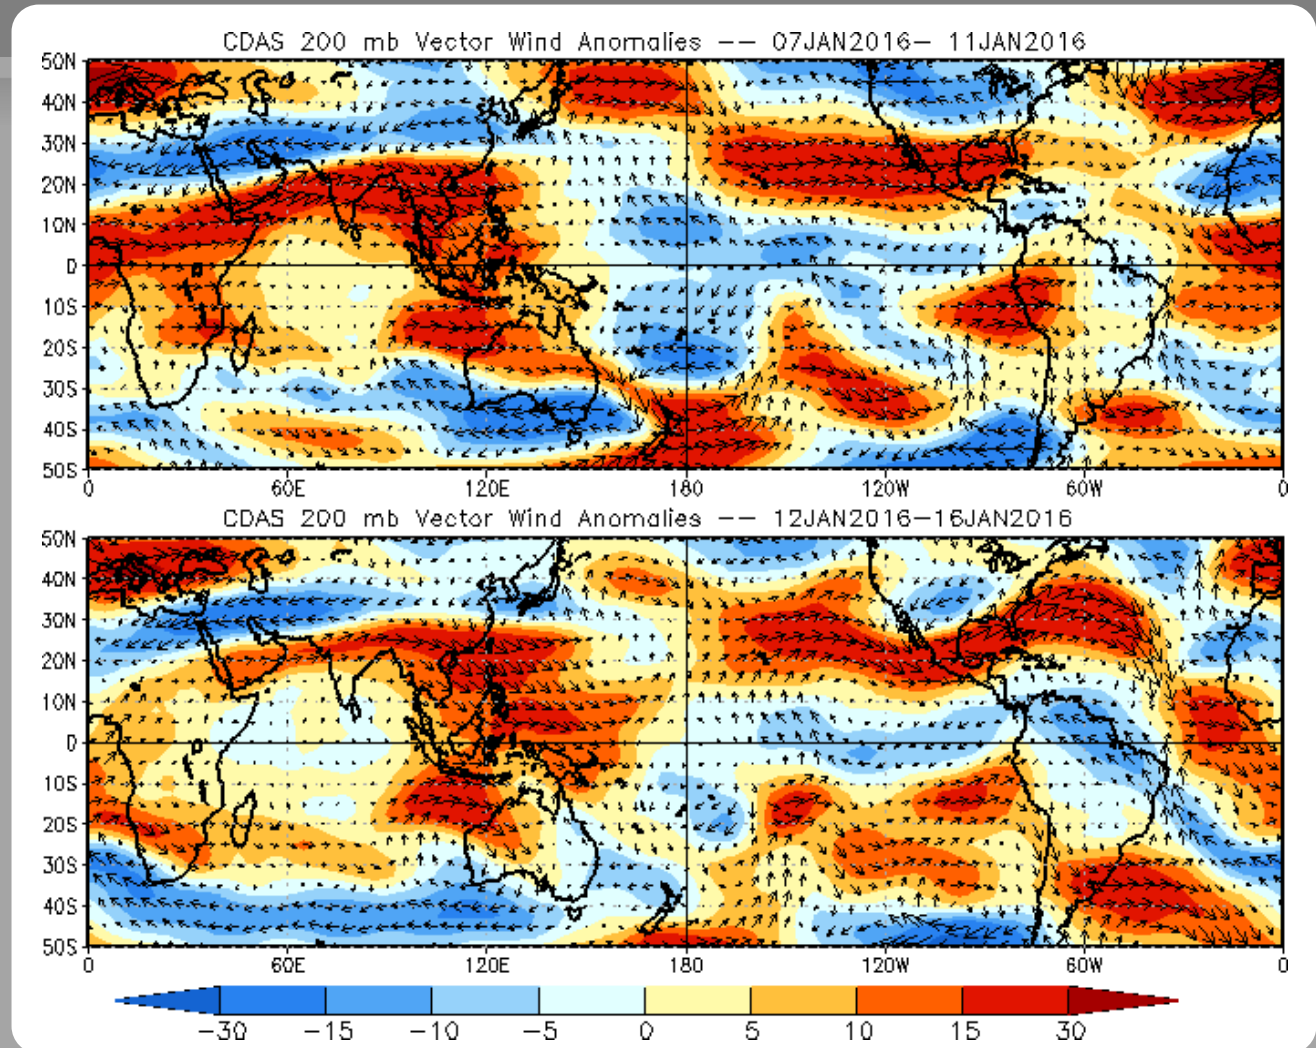 CDAS 200 mb Vector Wind Anomalies –– 07JAN2016– 11JAN2016
50N
40N
30N
20N
10N
0
10S
20S
30S
40S
50S
0 60E 120E 180 120W 60W 0
CDAS 200 mb Vector Wind Anomalies –– 12JAN2016–16JAN2016
50N
40N
30N
20N
10N
0
10S
20S
30S
40S
50S
0 60E 120E 180 120W 60W 0
−30 −15 −10 −5 0 5 10 15 30